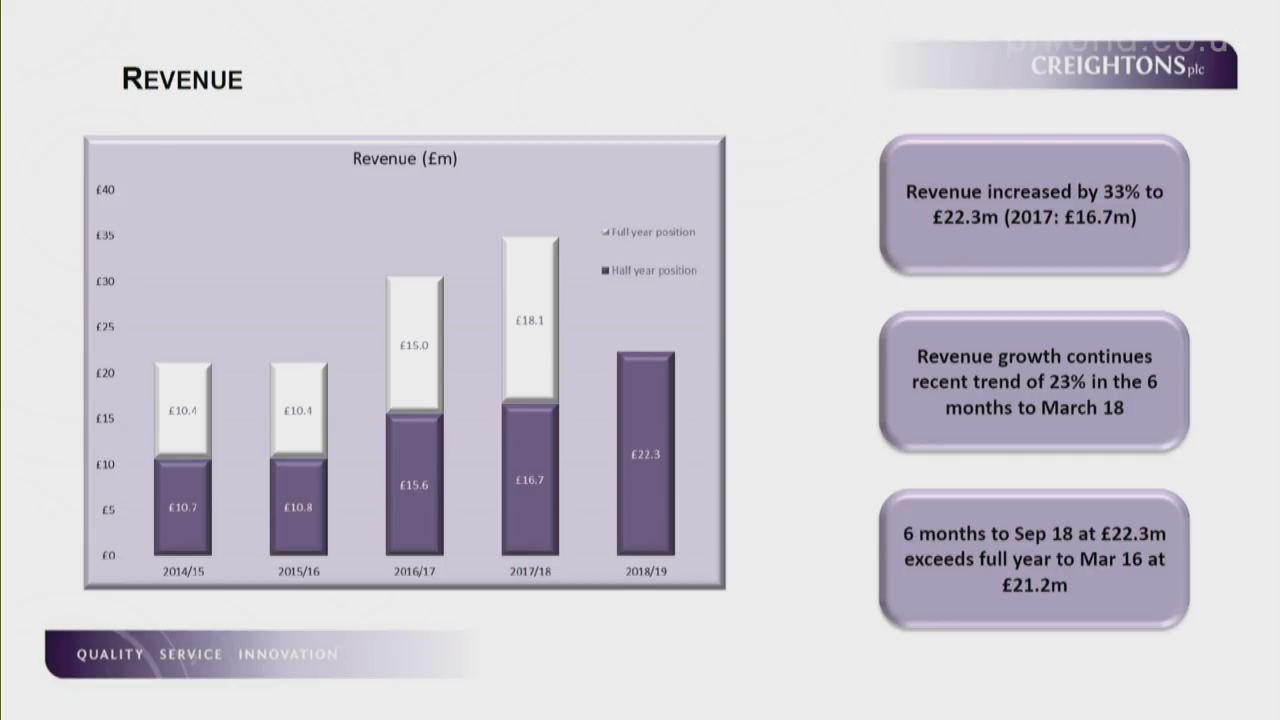 REVENUE
CREIGHTONS plc
Revenue (£m)
£40
£35
£30
£25
£20
£15
£10
£5
£0
Full year position
Half year position
£10.4
£10.4
£15.0
£18.1
£10.7
£10.8
£15.6
£16.7
£22.3
2014/15
2015/16
2016/17
2017/18
2018/19
Revenue increased by 33% to
£22.3m (2017: £16.7m)
Revenue growth continues
recent trend of 23% in the 6
months to March 18
6 months to Sep 18 at £22.3m
exceeds full year to Mar 16 at
£21.2m
QUALITY SERVICE INNOVATION